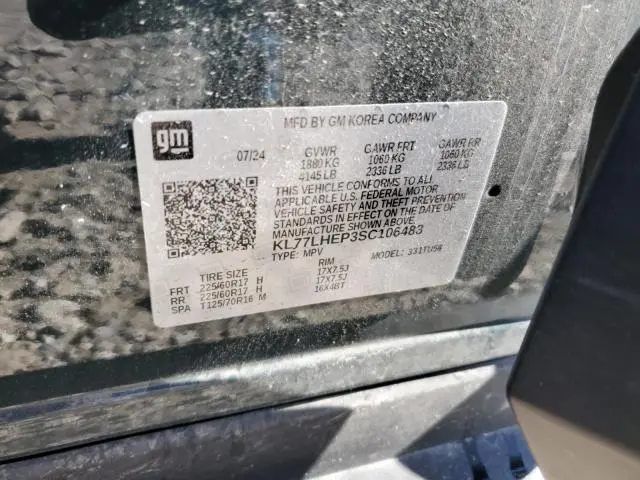 MFD BY GM KOREA COMPANY
gm
07/24 GVWR GAWR FRT GAWR RR
1880 KG 1060 KG 1060 KG
4145 LB 2336 LB 2336 LB
THIS VEHICLE CONFORMS TO ALL
APPLICABLE U.S. FEDERAL MOTOR
VEHICLE SAFETY AND THEFT PREVENTION
STANDARDS IN EFFECT ON THE DATE OF
MANUFACTURE SHOWN ABOVE.
KL77LHEP3SC106483
TYPE: MPV MODEL:
TIRE SIZE RIM
FRT 225/60R17 H 17X7.5J
RR 225/60R17 H 17X7.5J
SPA T125/70R16 M 16X4BT